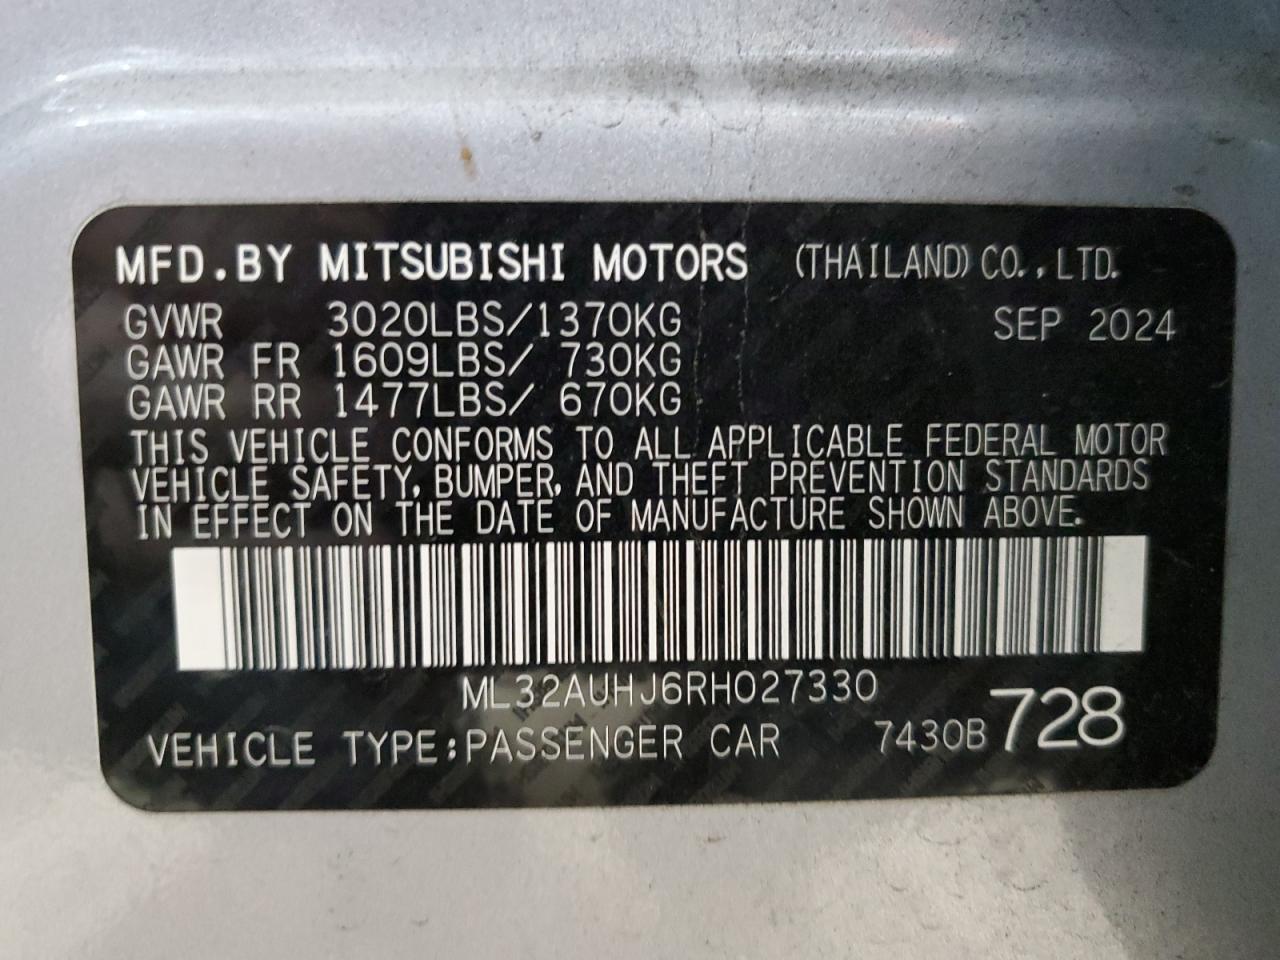 MFD.BY MITSUBISHI MOTORS (THAILAND) CO.,LTD.
GVWR 3020LBS/1370KG SEP 2024
GAWR FR 1609LBS/ 730KG
GAWR RR 1477LBS/ 670KG
THIS VEHICLE CONFORMS TO ALL APPLICABLE FEDERAL MOTOR
VEHICLE SAFETY, BUMPER, AND THEFT PREVENTION STANDARDS
IN EFFECT ON THE DATE OF MANUFACTURE SHOWN ABOVE.
ML32AUHJ6RH027330
VEHICLE TYPE:PASSENGER CAR 7430B 728